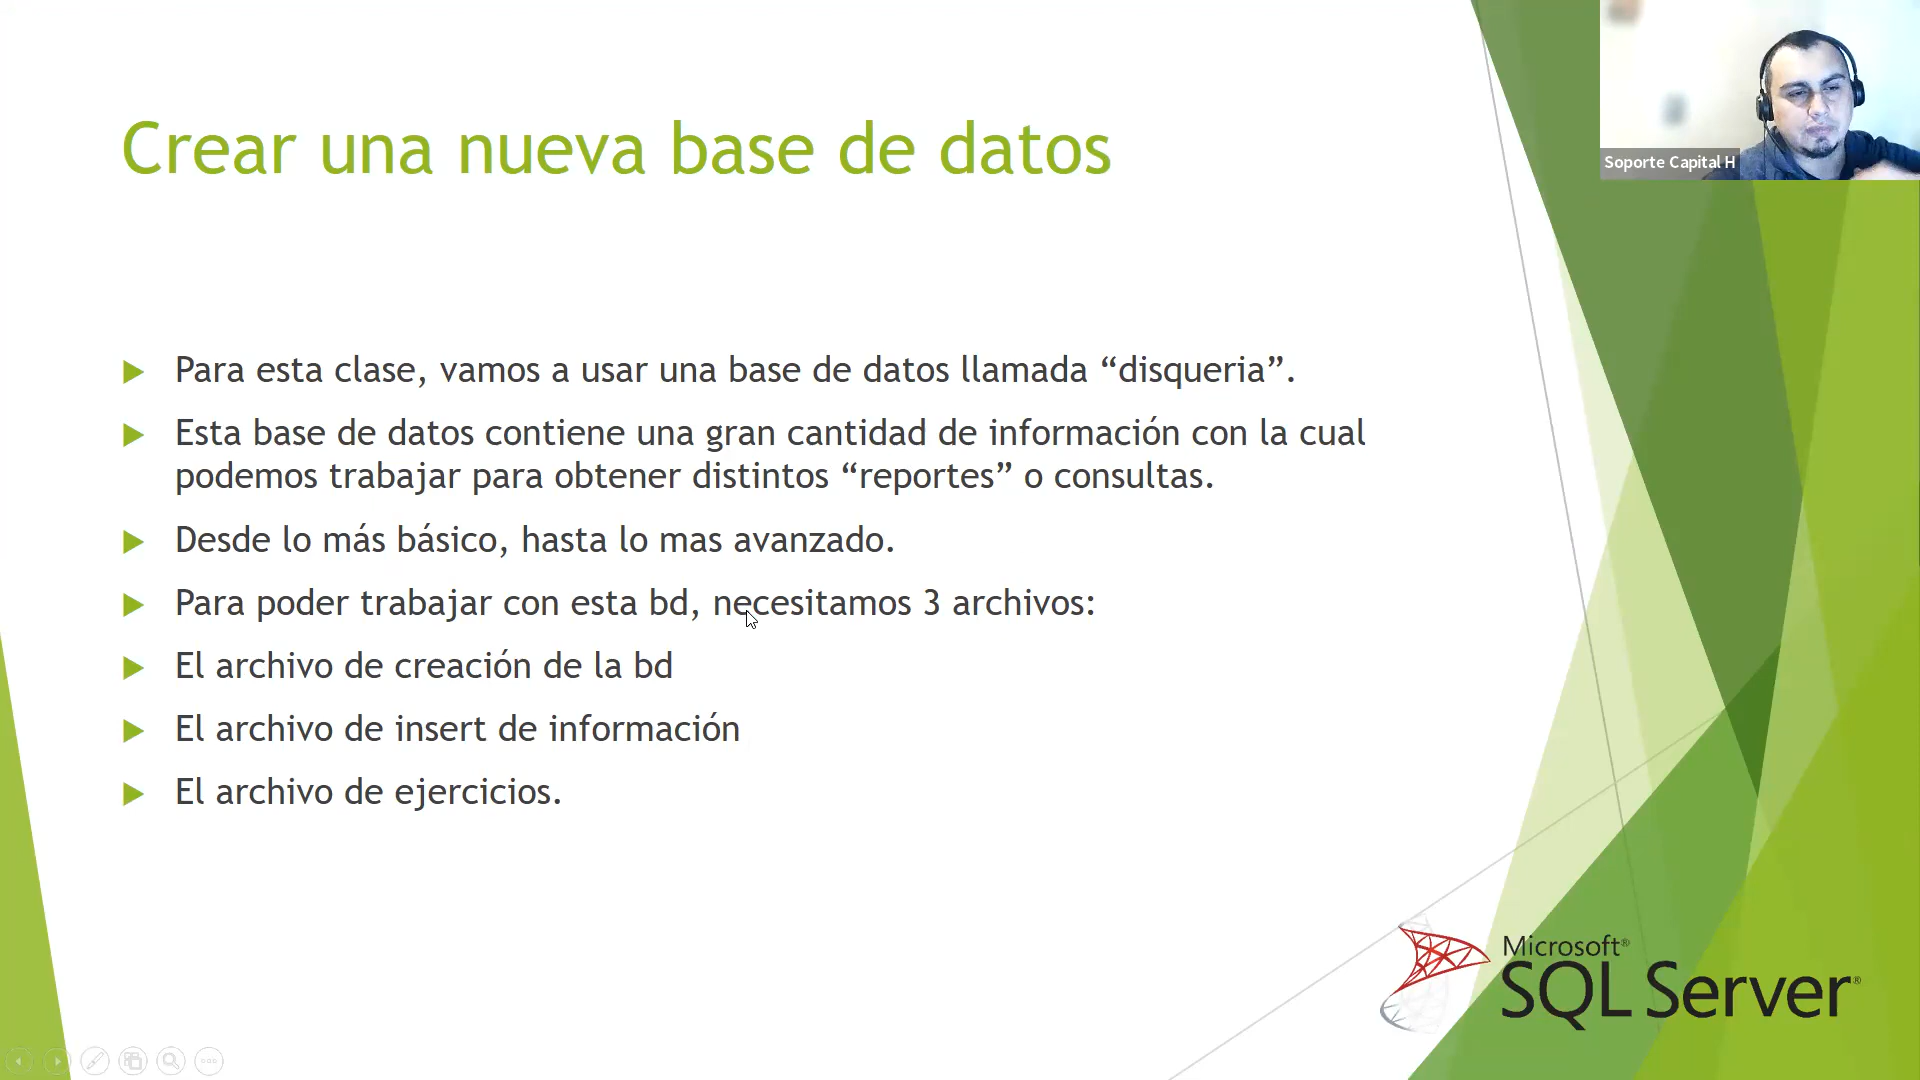 Crear una nueva base de datos
Soporte Capital H
Para esta clase, vamos a usar una base de datos llamada “disqueria”.
Esta base de datos contiene una gran cantidad de información con la cual
podemos trabajar para obtener distintos “reportes” o consultas.
Desde lo más básico, hasta lo mas avanzado.
Para poder trabajar con esta bd, necesitamos 3 archivos:
El archivo de creación de la bd
El archivo de insert de información
El archivo de ejercicios.
Microsoft®
SQL Server®